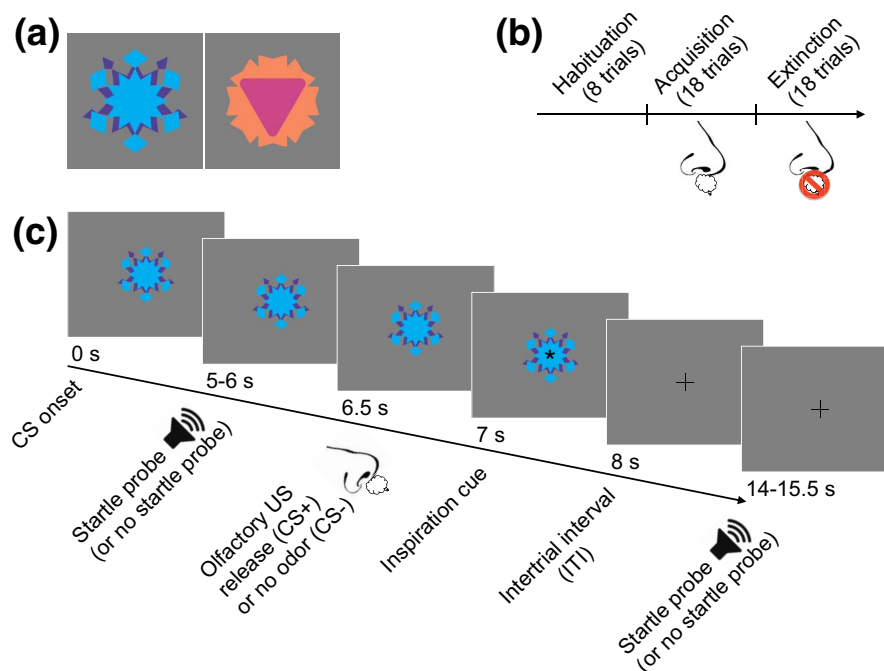 (a)
(b)
Habituation
(8 trials)
Acquisition
(18 trials)
Extinction
(18 trials)
(c)
0 s
5-6 s
6.5 s
*
7 s
8 s
14-15.5 s
CS onset
Startle probe
(or no startle probe)
Olfactory US
release (CS+)
or no odor (CS-)
Inspiration cue
Intertrial interval
(ITI)
Startle probe
(or no startle probe)